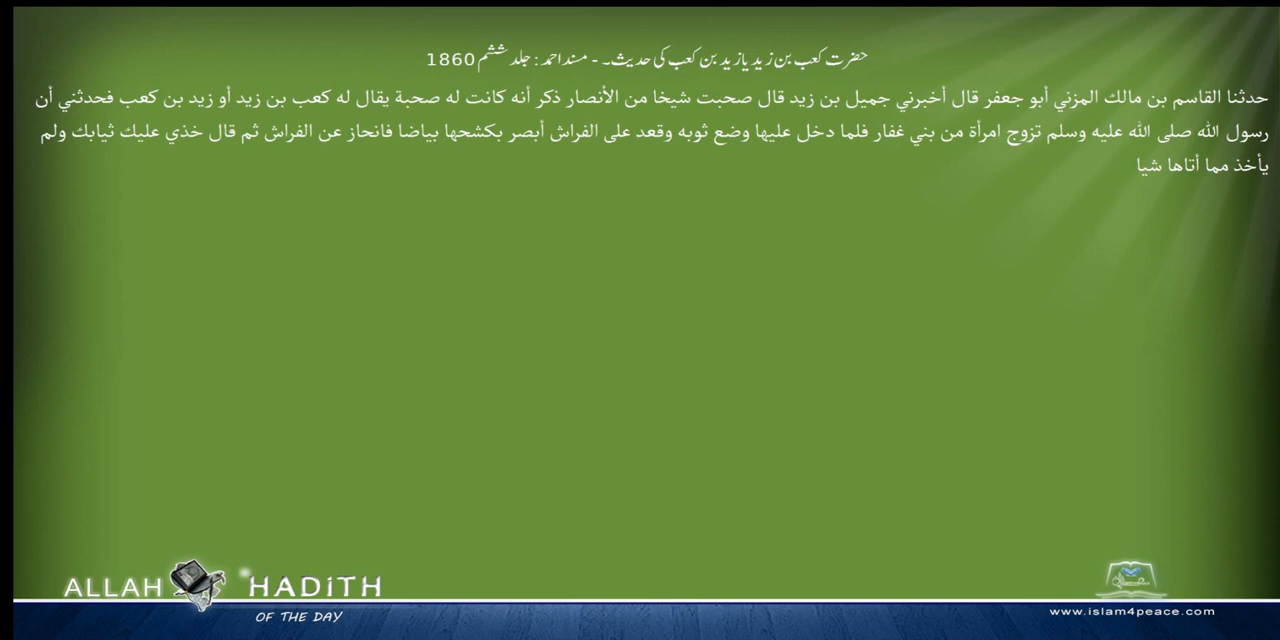 حضرت کعب بن زید یا زید بن کعب کی حدیث۔ - مسند احمد : جلد ششم 1860
حدثنا القاسم بن مالك المزني أبو جعفر قال أخبرني جميل بن زيد قال صحبت شيخا من الأنصار ذكر أنه كانت له صحبة يقال له كعب بن زيد أو زيد بن كعب فحدثني أن
رسول الله صلى الله عليه وسلم تزوج امرأة من بني غفار فلما دخل عليها وضع ثوبه وقعد على الفراش أبصر بكشحها بياضا فانحاز عن الفراش ثم قال خذي عليك ثيابك ولم
يأخذ مما أتاها شيا
ALLAH HADITH
OF THE DAY
www.islam4peace.com